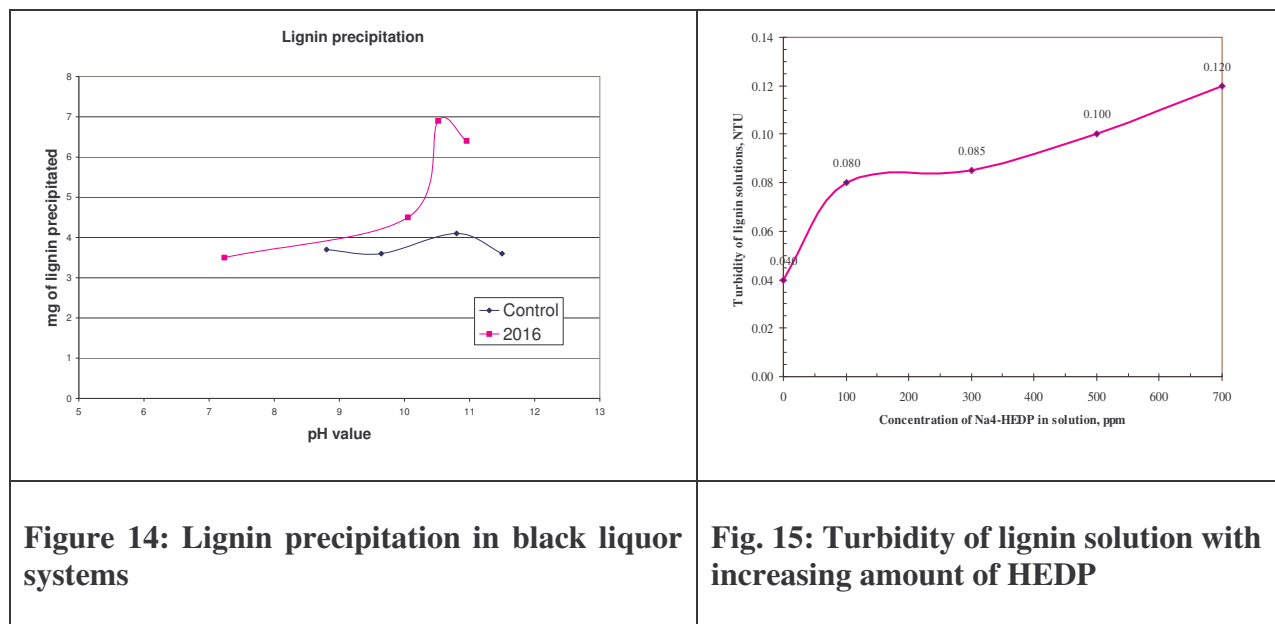 Lignin precipitation
mg of lignin precipitated
8
7
6
5
4
3
2
1
0
5 6 7 8 9 10 11 12 13
pH value
Control
2016
Turbidity of lignin solutions, NTU
0.14
0.12
0.10
0.08
0.06
0.04
0.02
0.00
0.040
0.080
0.085
0.100
0.120
0 100 200 300 400 500 600 700
Concentration of Na4-HEDP in solution, ppm
Figure 14: Lignin precipitation in black liquor
systems
Fig. 15: Turbidity of lignin solution with
increasing amount of HEDP